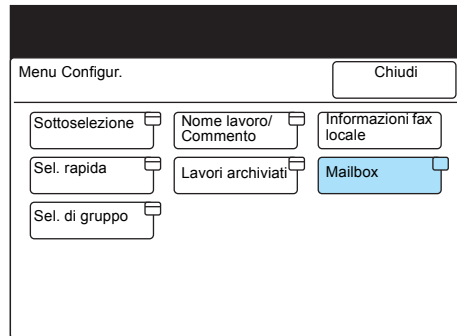 Menu Configur.
Chiudi
Sottoselezione
Nome lavoro/
Commento
Informazioni fax
locale
Sel. rapida
Lavori archiviati
Mailbox
Sel. di gruppo